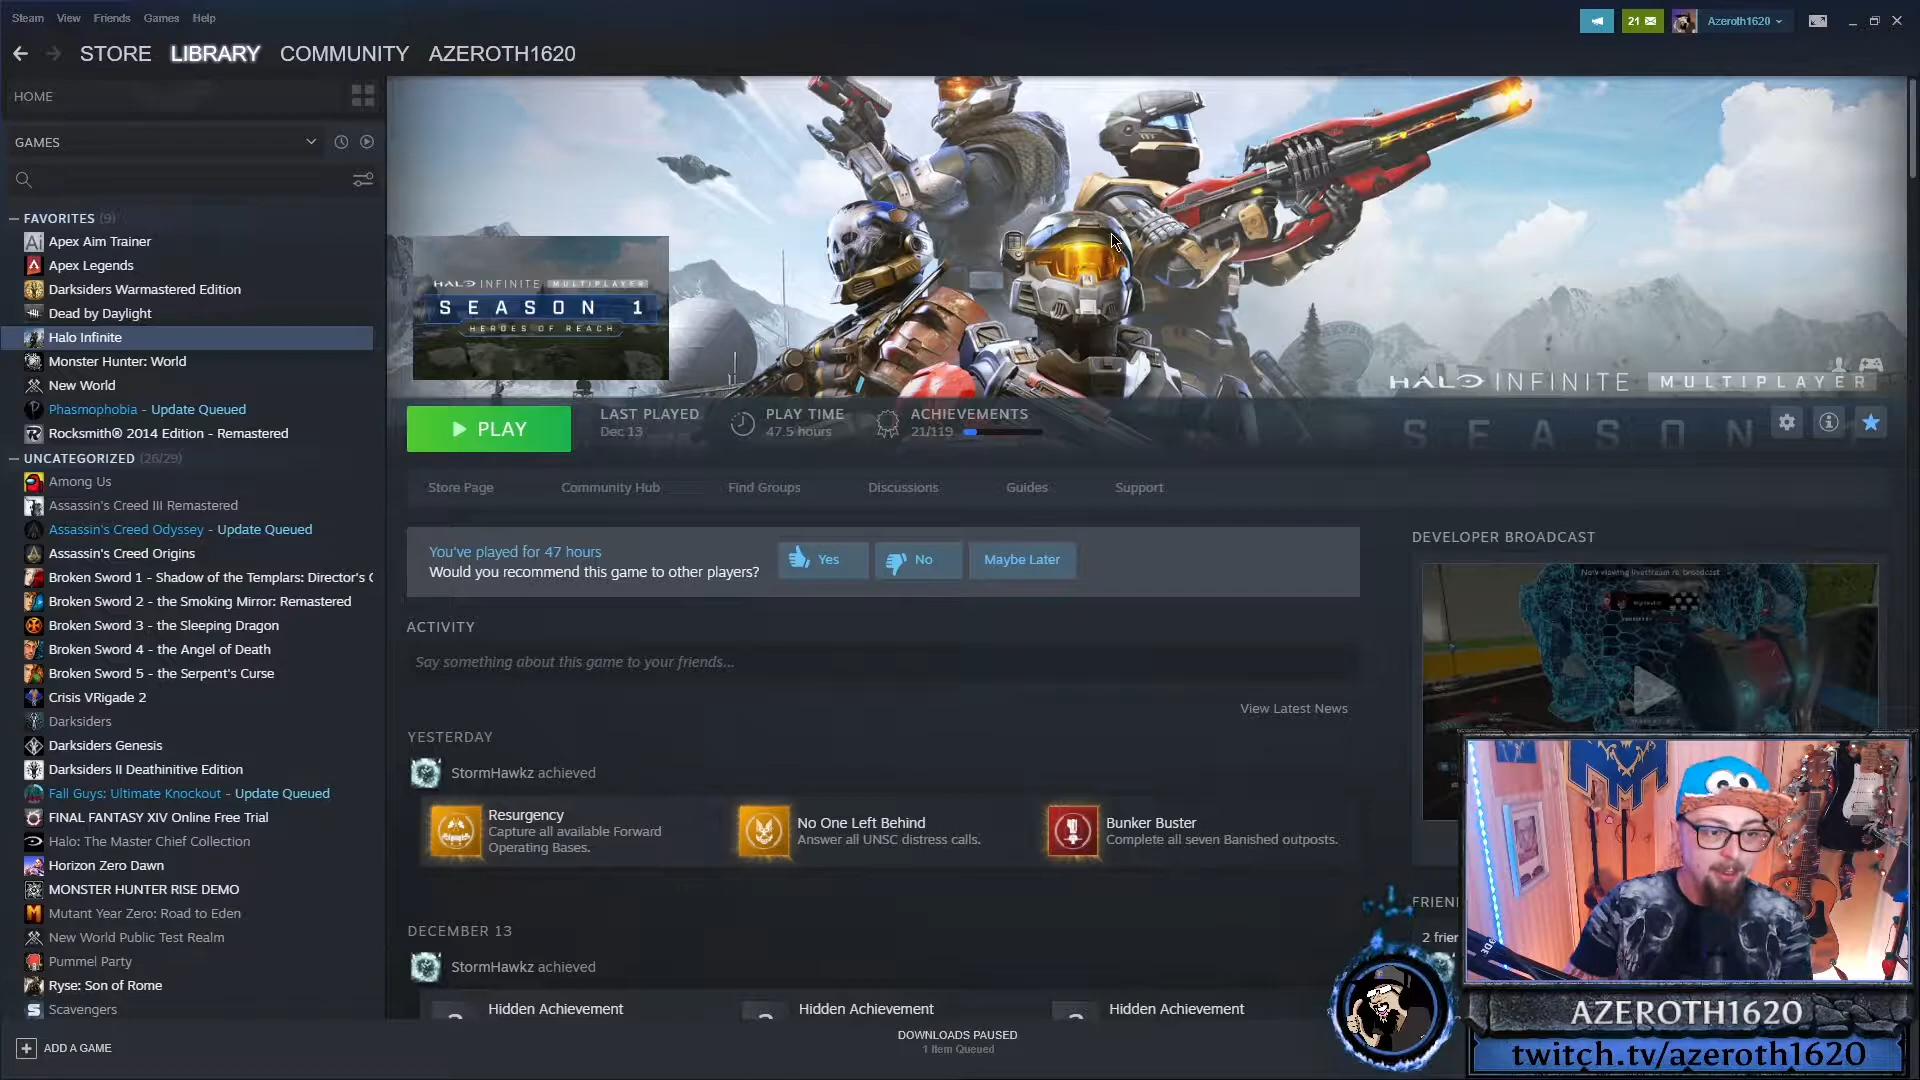 Steam View Friends Games Help
21
Azeroth1620
STORE LIBRARY COMMUNITY AZEROTH1620
HOME
GAMES
FAVORITES (9)
Apex Aim Trainer
Apex Legends
Darksiders Warmastered Edition
Dead by Daylight
Halo Infinite
Monster Hunter: World
New World
Phasmophobia - Update Queued
Rocksmith® 2014 Edition - Remastered
UNCATEGORIZED (26/29)
Among Us
Assassin's Creed III Remastered
Assassin's Creed Odyssey - Update Queued
Assassin's Creed Origins
Broken Sword 1 - Shadow of the Templars: Director's C
Broken Sword 2 - the Smoking Mirror: Remastered
Broken Sword 3 - the Sleeping Dragon
Broken Sword 4 - the Angel of Death
Broken Sword 5 - the Serpent's Curse
Crisis VRigade 2
Darksiders
Darksiders Genesis
Darksiders II Deathinitive Edition
Fall Guys: Ultimate Knockout - Update Queued
FINAL FANTASY XIV Online Free Trial
Halo: The Master Chief Collection
Horizon Zero Dawn
MONSTER HUNTER RISE DEMO
Mutant Year Zero: Road to Eden
New World Public Test Realm
Pummel Party
Ryse: Son of Rome
Scavengers
ADD A GAME
HALO INFINITE MULTIPLAYER
SEASON 1
HEROES OF REACH
HALO INFINITE MULTIPLAYER
SEASON
PLAY
LAST PLAYED
Dec 13
PLAY TIME
47.5 hours
ACHIEVEMENTS
21/119
Store Page Community Hub Find Groups Discussions Guides Support
You've played for 47 hours
Would you recommend this game to other players?
Yes No Maybe Later
ACTIVITY
Say something about this game to your friends...
View Latest News
YESTERDAY
StormHawkz achieved
Resurgency
Capture all available Forward
Operating Bases.
No One Left Behind
Answer all UNSC distress calls.
Bunker Buster
Complete all seven Banished outposts.
DECEMBER 13
StormHawkz achieved
Hidden Achievement
Hidden Achievement
Hidden Achievement
DOWNLOADS PAUSED
1 Item Queued
DEVELOPER BROADCAST
Now viewing livestream re: broadcast
FRIEN
2 frien
AZEROTH1620
twitch.tv/azeroth1620